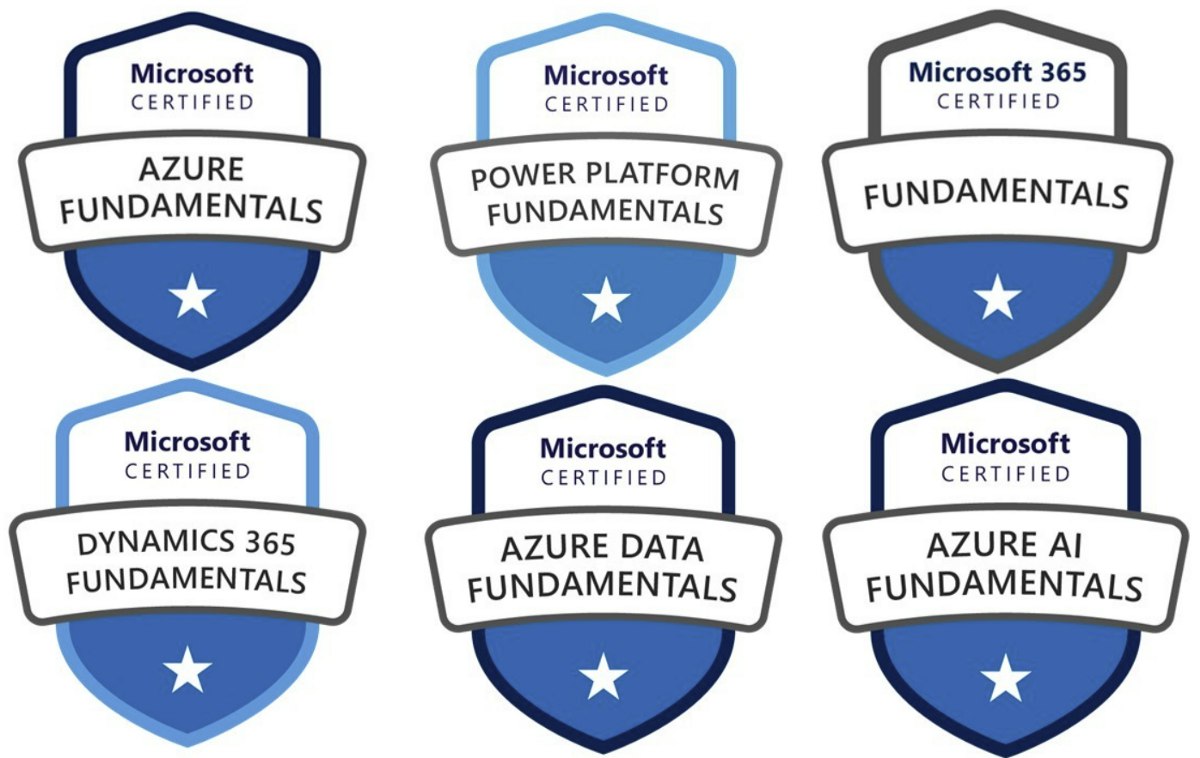 Microsoft
CERTIFIED
AZURE
FUNDAMENTALS
Microsoft
CERTIFIED
POWER PLATFORM
FUNDAMENTALS
Microsoft 365
CERTIFIED
FUNDAMENTALS
Microsoft
CERTIFIED
DYNAMICS 365
FUNDAMENTALS
Microsoft
CERTIFIED
AZURE DATA
FUNDAMENTALS
Microsoft
CERTIFIED
AZURE AI
FUNDAMENTALS